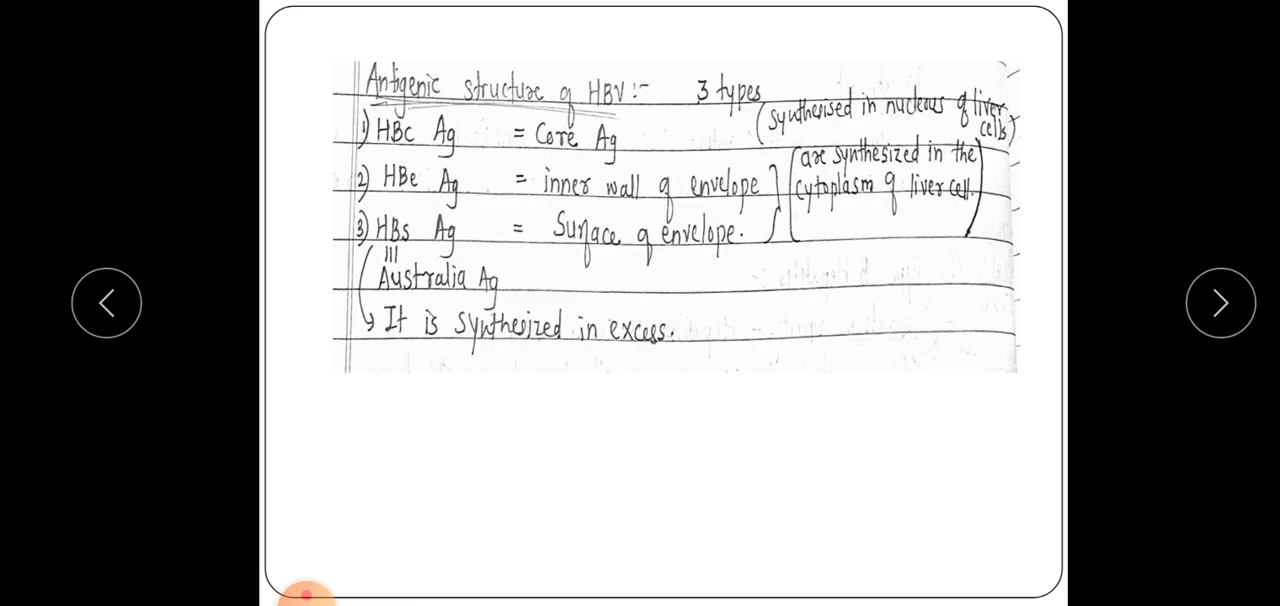 Antigenic structure of HBV :- 3 types
1) HBc Ag = Core Ag (synthesised in nucleus of liver cells)
2) HBe Ag = inner wall of envelope
3) HBs Ag = Surface of envelope.
(are synthesized in the
cytoplasm of liver cell.)
Australia Ag
It is synthesized in excess.